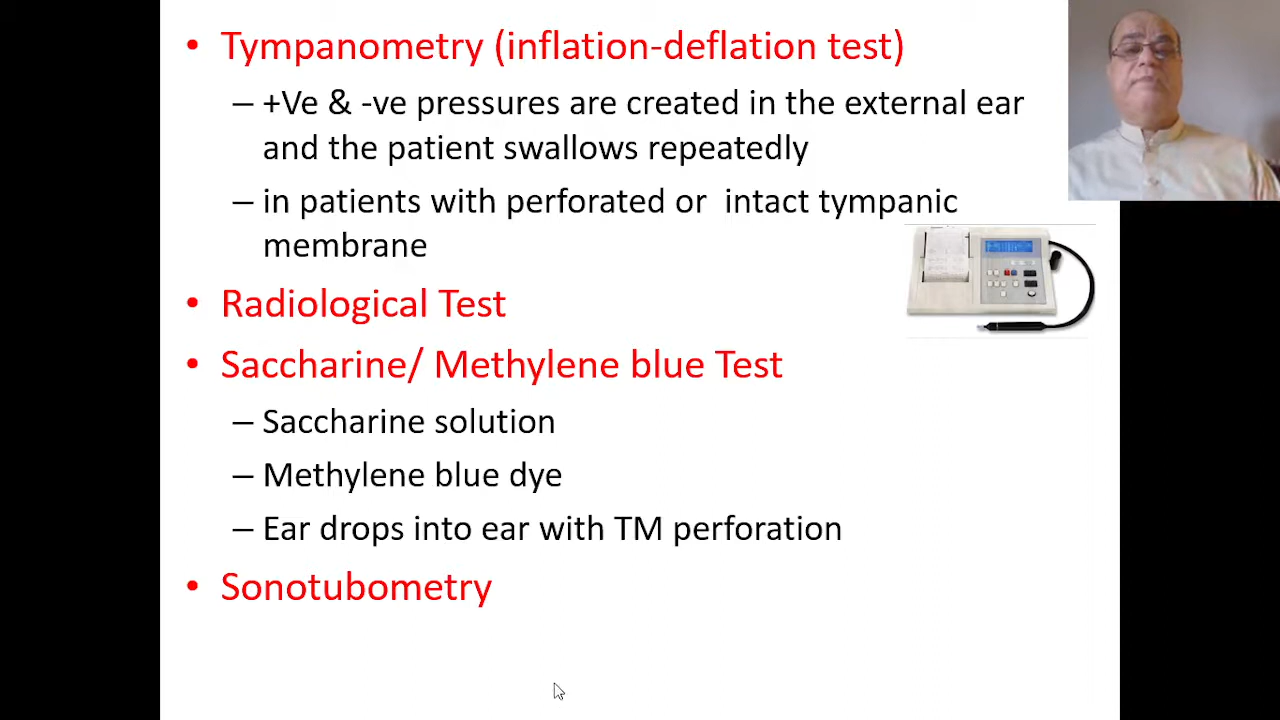 • Tympanometry (inflation-deflation test)
– +Ve & -ve pressures are created in the external ear
and the patient swallows repeatedly
– in patients with perforated or intact tympanic
membrane
• Radiological Test
• Saccharine/ Methylene blue Test
– Saccharine solution
– Methylene blue dye
– Ear drops into ear with TM perforation
• Sonotubometry